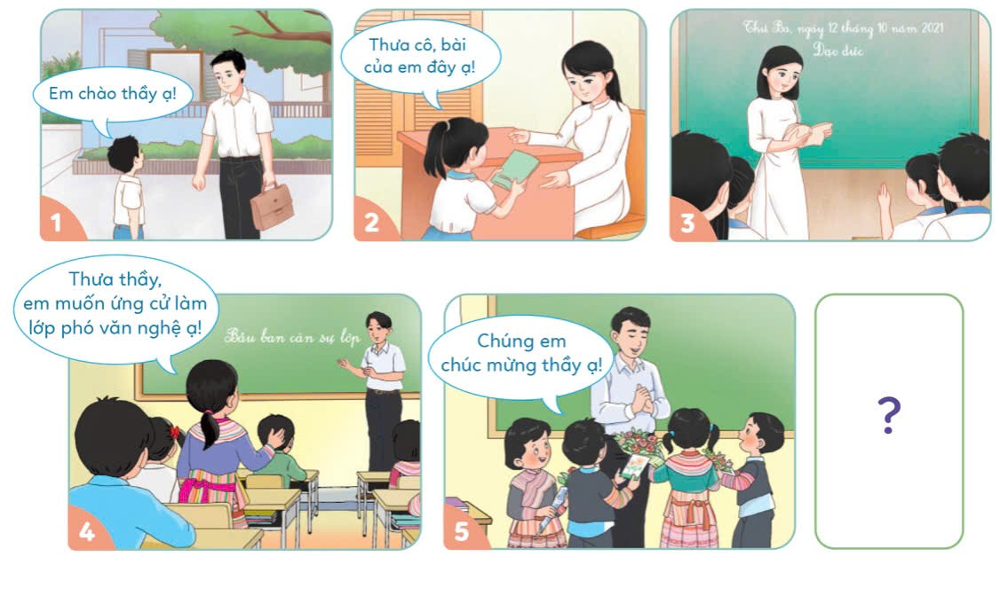 Em chào thầy ạ!
1
Thưa cô, bài
của em đây ạ!
2
Thứ Ba, ngày 12 tháng 10 năm 2021
Đạo đức
3
Thưa thầy,
em muốn ứng cử làm
lớp phó văn nghệ ạ!
Bầu ban cán sự lớp
4
Chúng em
chúc mừng thầy ạ!
5
?